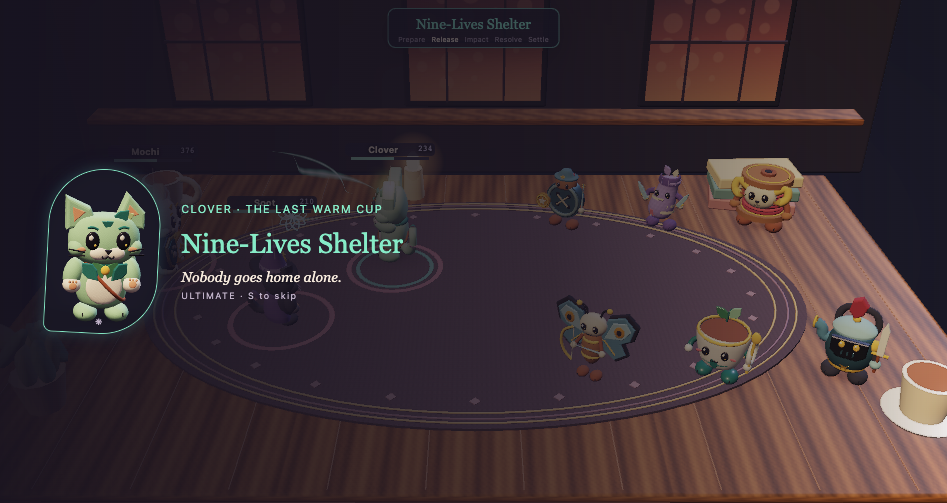 Nine-Lives Shelter
Prepare Release Impact Resolve Settle
Mochi 376
Clover 234
CLOVER · THE LAST WARM CUP
Nine-Lives Shelter
Nobody goes home alone.
ULTIMATE · S to skip